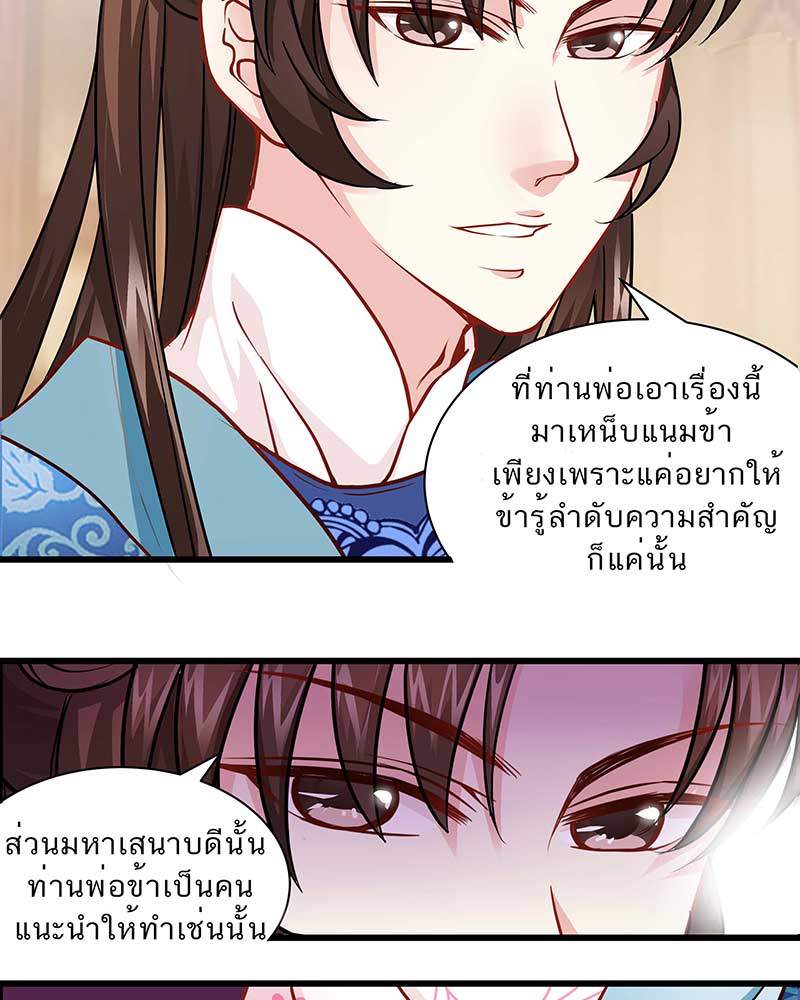 ที่ท่านพ่อเอาเรื่องนี้
มาเหน็บแนมข้า
เพียงเพราะแค่อยากให้
ข้ารู้ลำดับความสำคัญ
ก็แค่นั้น
ส่วนมหาเสนาบดีนั้น
ท่านพ่อข้าเป็นคน
แนะนำให้ทำเช่นนั้น